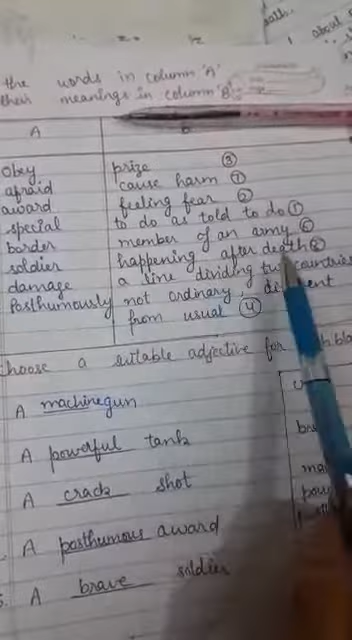 the words in column 'A'
their meanings in column 'B'
A
obey prize ③
afraid cause harm ⑦
award feeling fear ②
special to do as told to do ①
border member of an army ⑥
soldier happening after death ⑧
damage a line dividing two countries
Posthumously not ordinary, different
from usual ④
Choose a suitable adjective for
A machinegun
A powerful tank
A crack shot
A posthumous award
A brave soldier